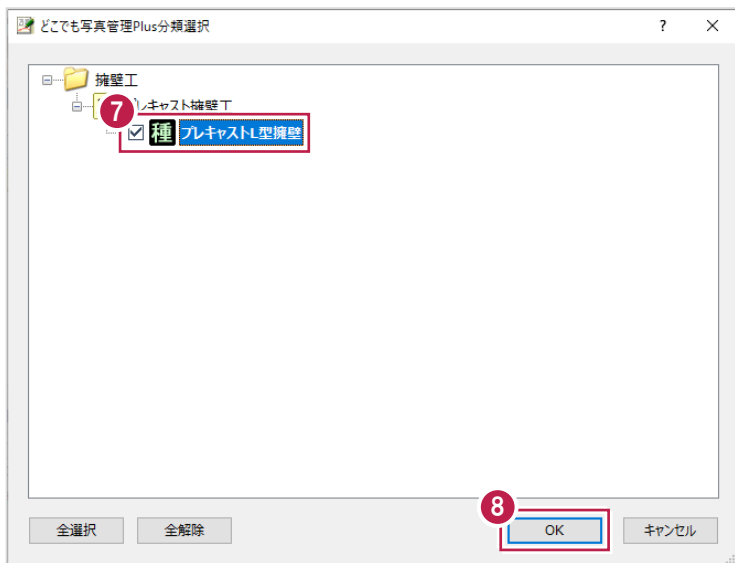 どこでも写真管理Plus分類選択
? ×
擁壁工
7
レキャスト擁壁工
種 プレキャストL型擁壁
8
全選択 全解除 OK キャンセル